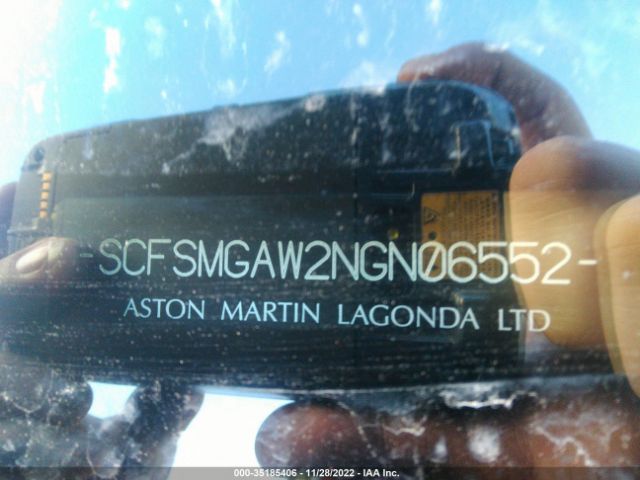 -SCFSMGAW2NGN06552-
ASTON MARTIN LAGONDA LTD
000-35185406 - 11/28/2022 - IAA Inc.